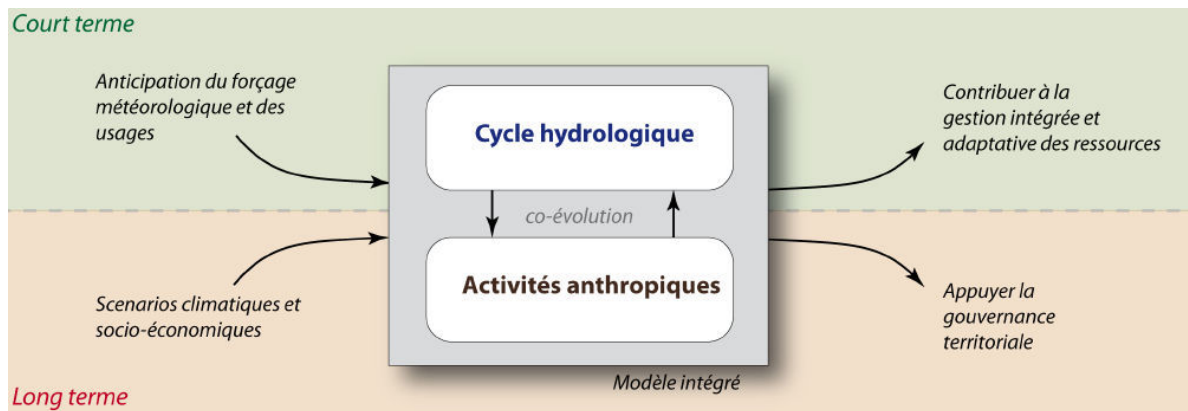 Court terme
Anticipation du forçage
météorologique et des
usages
Cycle hydrologique
Contribuer à la
gestion intégrée et
adaptative des ressources
co-évolution
Scenarios climatiques et
socio-économiques
Activités anthropiques
Appuyer la
gouvernance
territoriale
Modèle intégré
Long terme